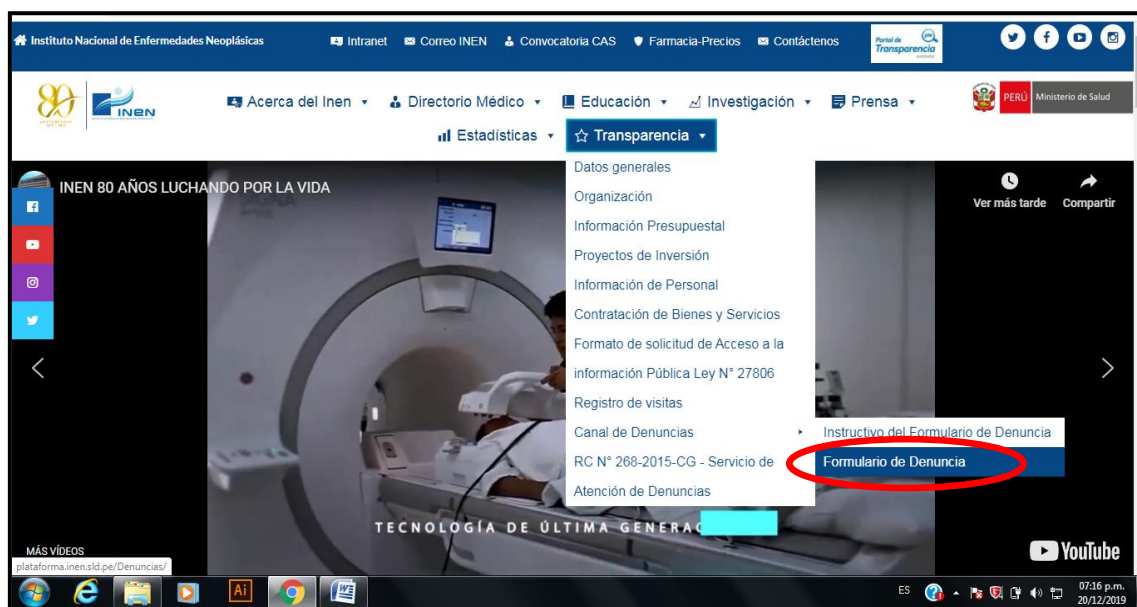 Instituto Nacional de Enfermedades Neoplásicas
Intranet
Correo INEN
Convocatoria CAS
Farmacia-Precios
Contáctenos
Portal de
Transparencia
80
INEN
Acerca del Inen
Directorio Médico
Educación
Investigación
Prensa
PERÚ
Ministerio de Salud
Estadísticas
Transparencia
INEN 80 AÑOS LUCHANDO POR LA VIDA
Ver más tarde
Compartir
Datos generales
Organización
Información Presupuestal
Proyectos de Inversión
Información de Personal
Contratación de Bienes y Servicios
Formato de solicitud de Acceso a la
información Pública Ley N° 27806
Registro de visitas
Canal de Denuncias
Instructivo del Formulario de Denuncia
RC N° 268-2015-CG - Servicio de
Formulario de Denuncia
Atención de Denuncias
TECNOLOGÍA DE ÚLTIMA GENERAC
MÁS VÍDEOS
YouTube
plataforma.inen.sld.pe/Denuncias/
Ai
ES
07:16 p.m.
20/12/2019